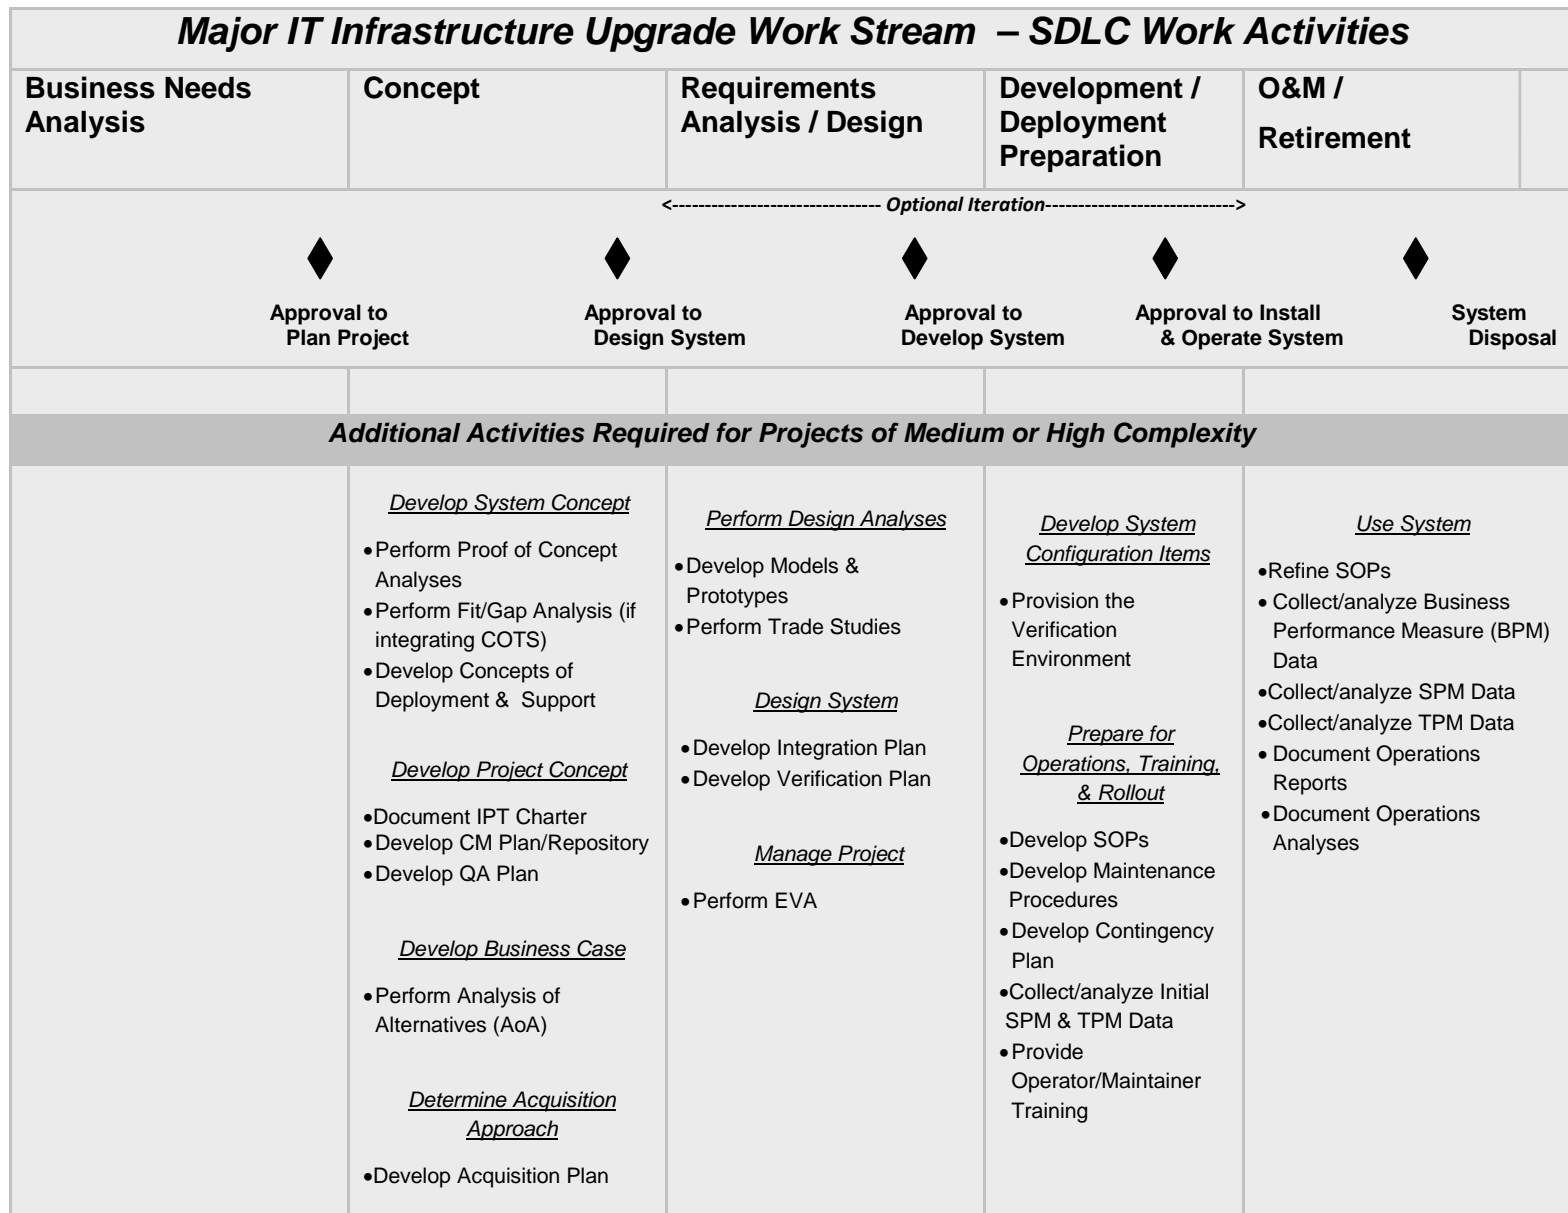 Major IT Infrastructure Upgrade Work Stream – SDLC Work Activities
Business Needs
Analysis
Concept
Requirements
Analysis / Design
Development /
Deployment
Preparation
O&M /
Retirement
<-------------------------------- Optional Iteration----------------------------->
Approval to
Plan Project
Approval to
Design System
Approval to
Develop System
Approval to Install
& Operate System
System
Disposal
Additional Activities Required for Projects of Medium or High Complexity
Develop System Concept
•Perform Proof of Concept
Analyses
•Perform Fit/Gap Analysis (if
integrating COTS)
•Develop Concepts of
Deployment & Support
Develop Project Concept
•Document IPT Charter
•Develop CM Plan/Repository
•Develop QA Plan
Develop Business Case
•Perform Analysis of
Alternatives (AoA)
Determine Acquisition
Approach
•Develop Acquisition Plan
Perform Design Analyses
•Develop Models &
Prototypes
•Perform Trade Studies
Design System
•Develop Integration Plan
•Develop Verification Plan
Manage Project
•Perform EVA
Develop System
Configuration Items
•Provision the
Verification
Environment
Prepare for
Operations, Training,
& Rollout
•Develop SOPs
•Develop Maintenance
Procedures
•Develop Contingency
Plan
•Collect/analyze Initial
SPM & TPM Data
•Provide
Operator/Maintainer
Training
Use System
•Refine SOPs
• Collect/analyze Business
Performance Measure (BPM)
Data
•Collect/analyze SPM Data
•Collect/analyze TPM Data
• Document Operations
Reports
•Document Operations
Analyses